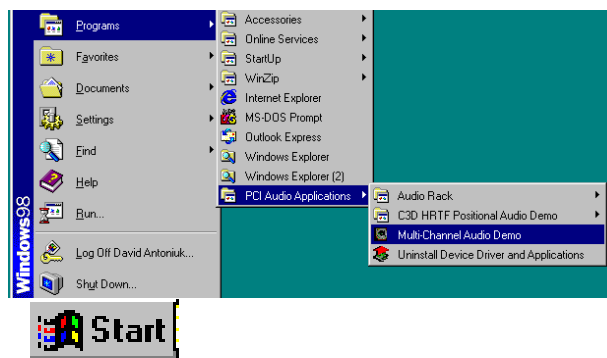 Windows98
Programs
Favorites
Documents
Settings
Find
Help
Run...
Log Off David Antoniuk...
Shut Down...
Accessories
Online Services
StartUp
WinZip
Internet Explorer
MS-DOS Prompt
Outlook Express
Windows Explorer
Windows Explorer (2)
PCI Audio Applications
Audio Rack
C3D HRTF Positional Audio Demo
Multi-Channel Audio Demo
Uninstall Device Driver and Applications
Start